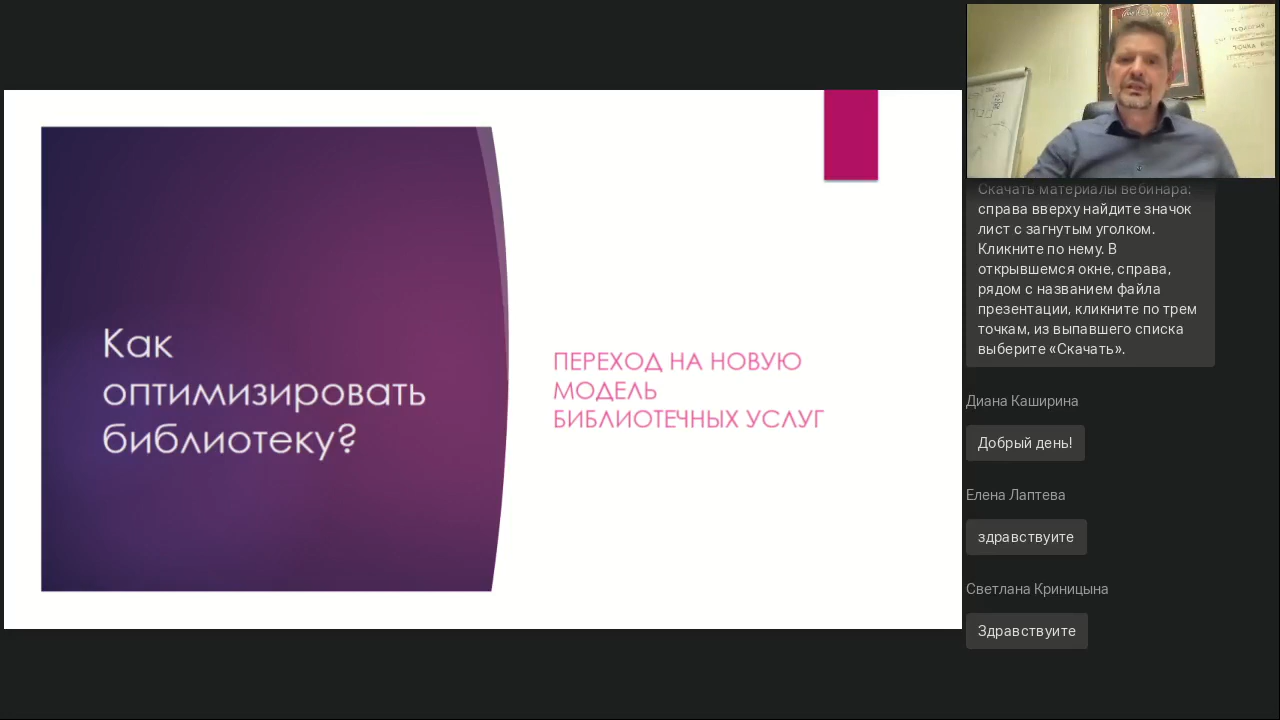 Как
оптимизировать
библиотеку?
ПЕРЕХОД НА НОВУЮ
МОДЕЛЬ
БИБЛИОТЕЧНЫХ УСЛУГ
Скачать материалы вебинара:
справа вверху найдите значок
лист с загнутым уголком.
Кликните по нему. В
открывшемся окне, справа,
рядом с названием файла
презентации, кликните по трем
точкам, из выпавшего списка
выберите «Скачать».
Диана Каширина
Добрый день!
Елена Лаптева
здравствуите
Светлана Криницына
Здравствуите